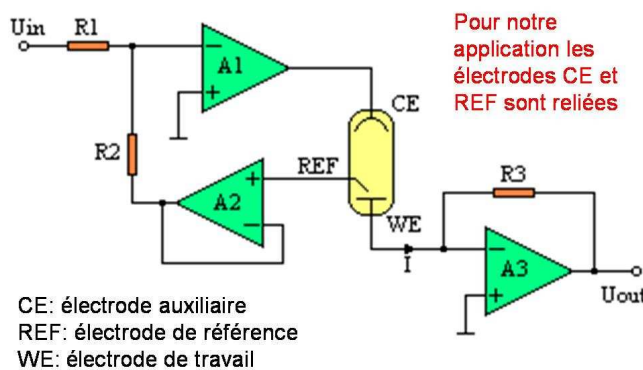 Uin
R1
Pour notre
application les
électrodes CE et
REF sont reliées
−
A1
+
CE
R2
REF
R3
+
A2
−
WE
−
I
A3
+
Uout
CE: électrode auxiliaire
REF: électrode de référence
WE: électrode de travail